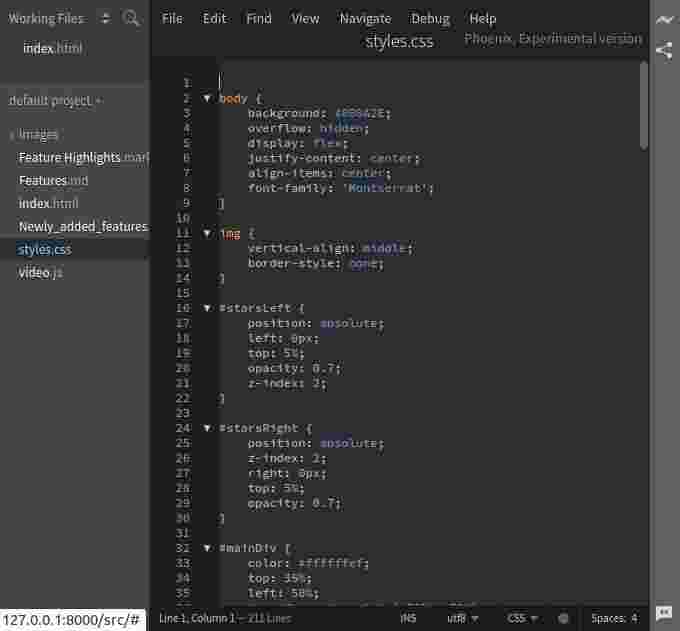 Working Files
index.html
default project
images
Feature Highlights.mark
Features.md
index.html
Newly_added_features.
styles.css
video.js
File Edit Find View Navigate Debug Help
styles.css
Phoenix, Experimental version
1
2 body {
3 background: #0B0A2E;
4 overflow: hidden;
5 display: flex;
6 justify-content: center;
7 align-items: center;
8 font-family: 'Montserrat';
9 }
10
11 img {
12 vertical-align: middle;
13 border-style: none;
14 }
15
16 #starsLeft {
17 position: absolute;
18 left: 0px;
19 top: 5%;
20 opacity: 0.7;
21 z-index: 2;
22 }
23
24 #starsRight {
25 position: absolute;
26 z-index: 2;
27 right: 0px;
28 top: 5%;
29 opacity: 0.7;
30 }
31
32 #mainDiv {
33 color: #ffffffef;
34 top: 35%;
35 left: 50%;
127.0.0.1:8000/src/#
Line 1, Column 1 — 211 Lines
INS
utf8
CSS
Spaces: 4